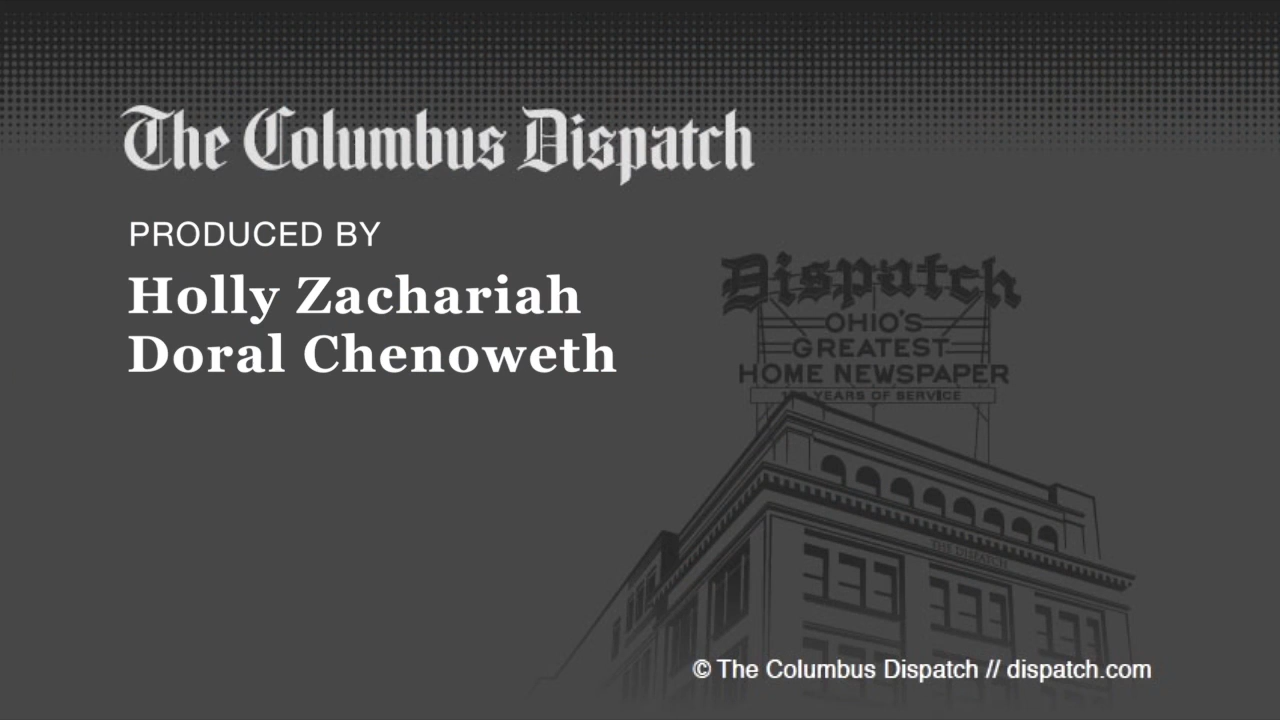 The Columbus Dispatch
PRODUCED BY
Holly Zachariah
Doral Chenoweth
Dispatch
OHIO'S
GREATEST
HOME NEWSPAPER
YEARS OF SERVICE
THE DISPATCH
© The Columbus Dispatch // dispatch.com